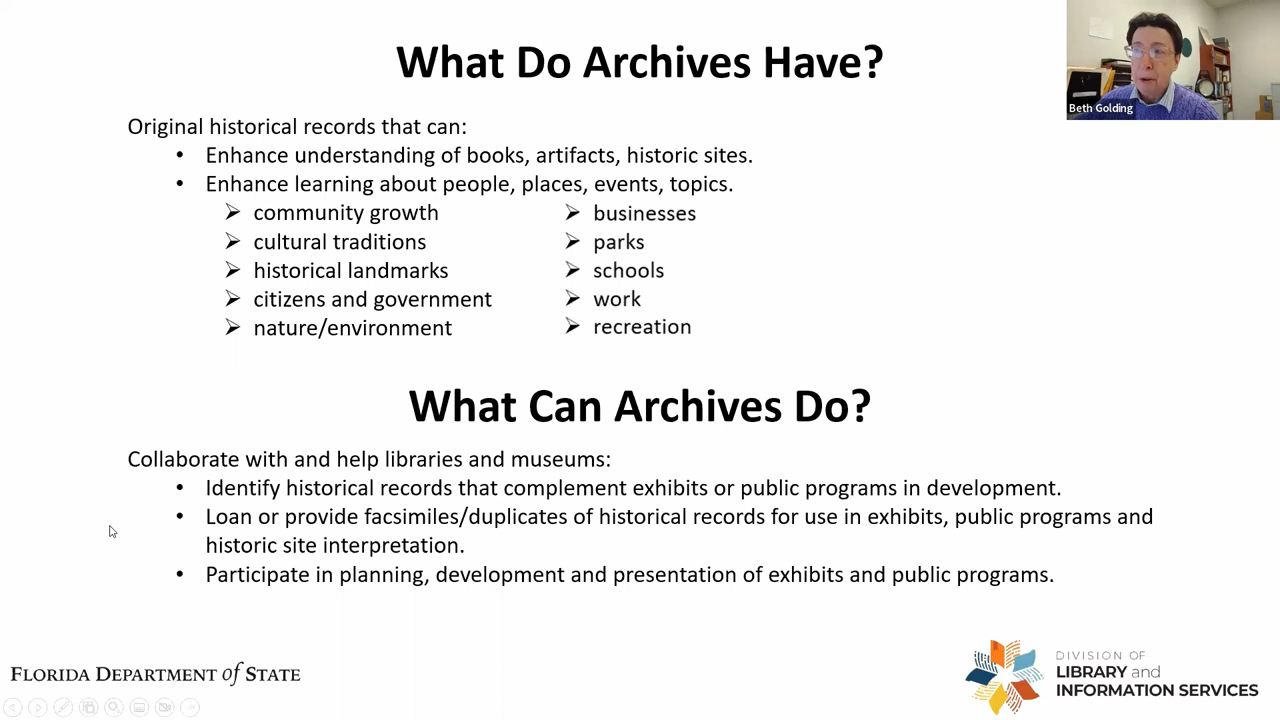 What Do Archives Have?
Beth Golding
Original historical records that can:
• Enhance understanding of books, artifacts, historic sites.
• Enhance learning about people, places, events, topics.
➢ community growth
➢ cultural traditions
➢ historical landmarks
➢ citizens and government
➢ nature/environment
➢ businesses
➢ parks
➢ schools
➢ work
➢ recreation
What Can Archives Do?
Collaborate with and help libraries and museums:
• Identify historical records that complement exhibits or public programs in development.
• Loan or provide facsimiles/duplicates of historical records for use in exhibits, public programs and
historic site interpretation.
• Participate in planning, development and presentation of exhibits and public programs.
FLORIDA DEPARTMENT of STATE
DIVISION OF
LIBRARY and
INFORMATION SERVICES